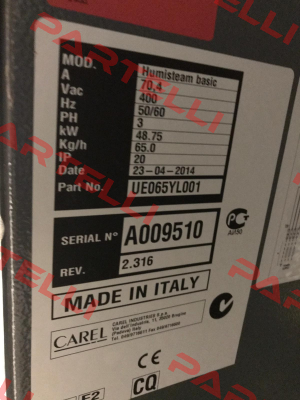 MOD. Humisteam basic
A 70,4
Vac 400
Hz 50/60
PH 3
kW 48.75
Kg/h 65.0
IP 20
Date 23-04-2014
Part No. UE065YL001
SERIAL N° A009510
REV. 2.316
MADE IN ITALY
CAREL
CAREL INDUSTRIES
CE
CQ
PARTELLI
PARTELLI
PARTELLI